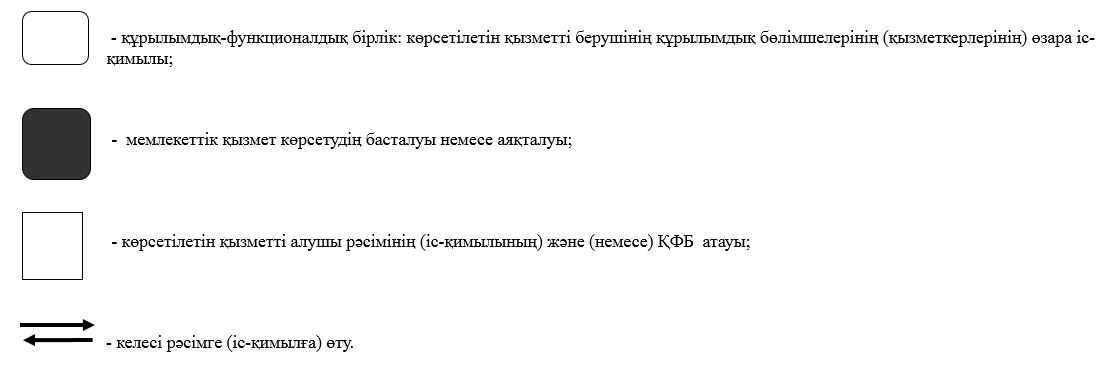 - құрылымдық-функционалдық бірлік: көрсетілетін қызметті берушінің құрылымдық бөлімшелерінің (қызметкерлерінің) өзара іс-
қимылы;
- мемлекеттік қызмет көрсетудің басталуы немесе аяқталуы;
- көрсетілетін қызметті алушы рәсімінің (іс-қимылының) және (немесе) ҚФБ атауы;
- келесі рәсімге (іс-қимылға) өту.